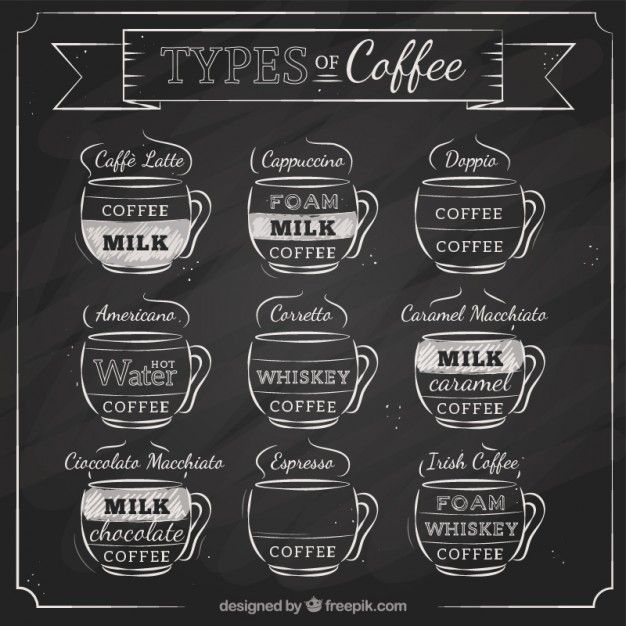 TYPES OF Coffee
Caffè Latte
COFFEE
MILK
Cappuccino
FOAM
MILK
COFFEE
Doppio
COFFEE
COFFEE
Americano
HOT
Water
COFFEE
Corretto
WHISKEY
COFFEE
Caramel Macchiato
MILK
caramel
COFFEE
Cioccolato Macchiato
MILK
chocolate
COFFEE
Espresso
COFFEE
Irish Coffee
FOAM
WHISKEY
COFFEE
designed by freepik.com